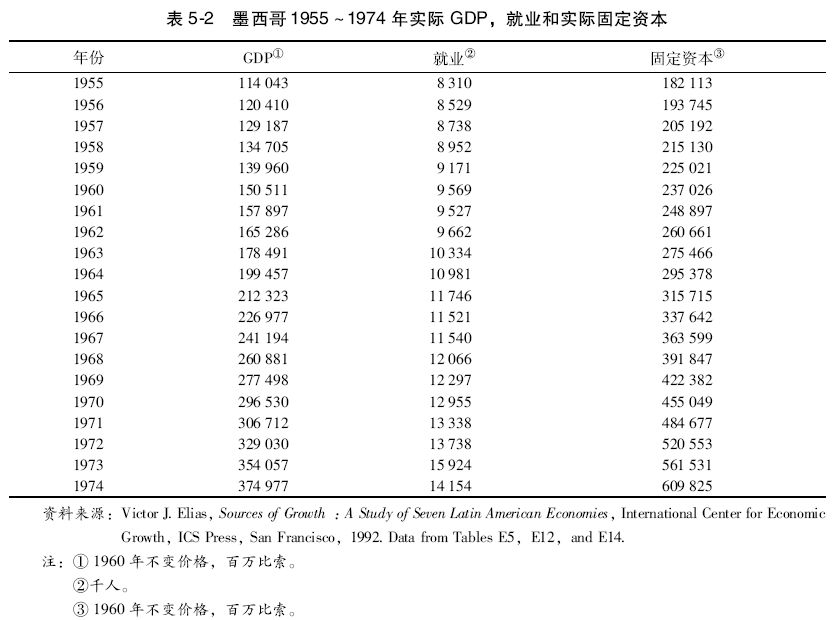 表 5-2 墨西哥 1955 ~ 1974 年实际 GDP，就业和实际固定资本
年份 GDP① 就业② 固定资本③
1955 114 043 8 310 182 113
1956 120 410 8 529 193 745
1957 129 187 8 738 205 192
1958 134 705 8 952 215 130
1959 139 960 9 171 225 021
1960 150 511 9 569 237 026
1961 157 897 9 527 248 897
1962 165 286 9 662 260 661
1963 178 491 10 334 275 466
1964 199 457 10 981 295 378
1965 212 323 11 746 315 715
1966 226 977 11 521 337 642
1967 241 194 11 540 363 599
1968 260 881 12 066 391 847
1969 277 498 12 297 422 382
1970 296 530 12 955 455 049
1971 306 712 13 338 484 677
1972 329 030 13 738 520 553
1973 354 057 15 924 561 531
1974 374 977 14 154 609 825
资料来源：Victor J. Elias, Sources of Growth : A Study of Seven Latin American Economies, International Center for Economic
Growth, ICS Press, San Francisco, 1992. Data from Tables E5, E12, and E14.
注：① 1960 年不变价格，百万比索。
②千人。
③ 1960 年不变价格，百万比索。